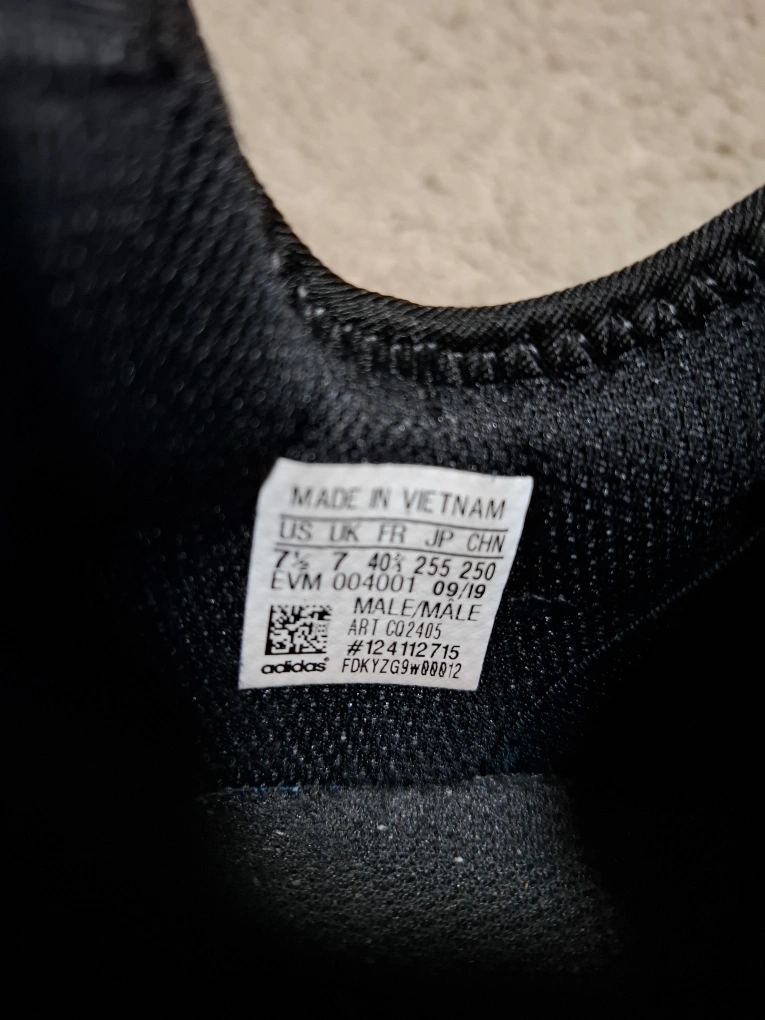 MADE IN VIETNAM
US UK FR JP CHN
7½ 7 40⅔ 255 250
EVM 004001 09/19
MALE/MÂLE
ART CQ2405
#124112715
adidas® FDKYZG9W00012